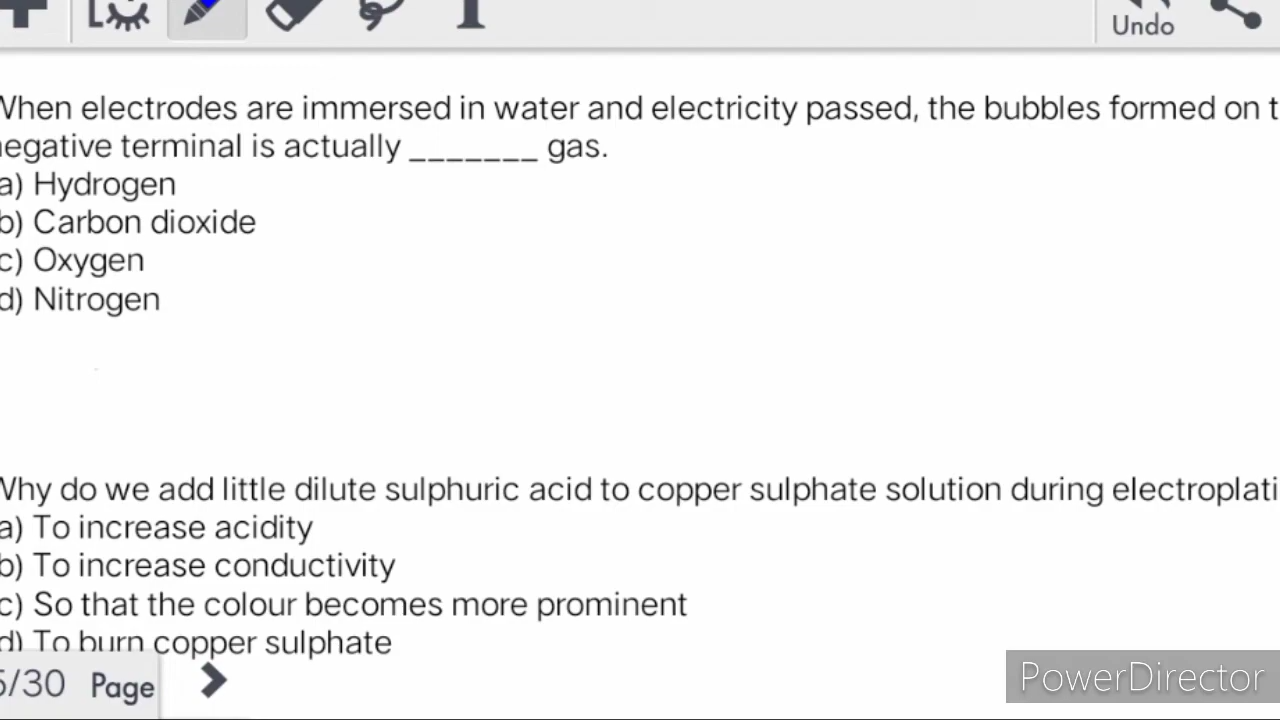 Undo
When electrodes are immersed in water and electricity passed, the bubbles formed on t
negative terminal is actually _______ gas.
a) Hydrogen
b) Carbon dioxide
c) Oxygen
d) Nitrogen
Why do we add little dilute sulphuric acid to copper sulphate solution during electroplati
a) To increase acidity
b) To increase conductivity
c) So that the colour becomes more prominent
d) To burn copper sulphate
5/30 Page
PowerDirector